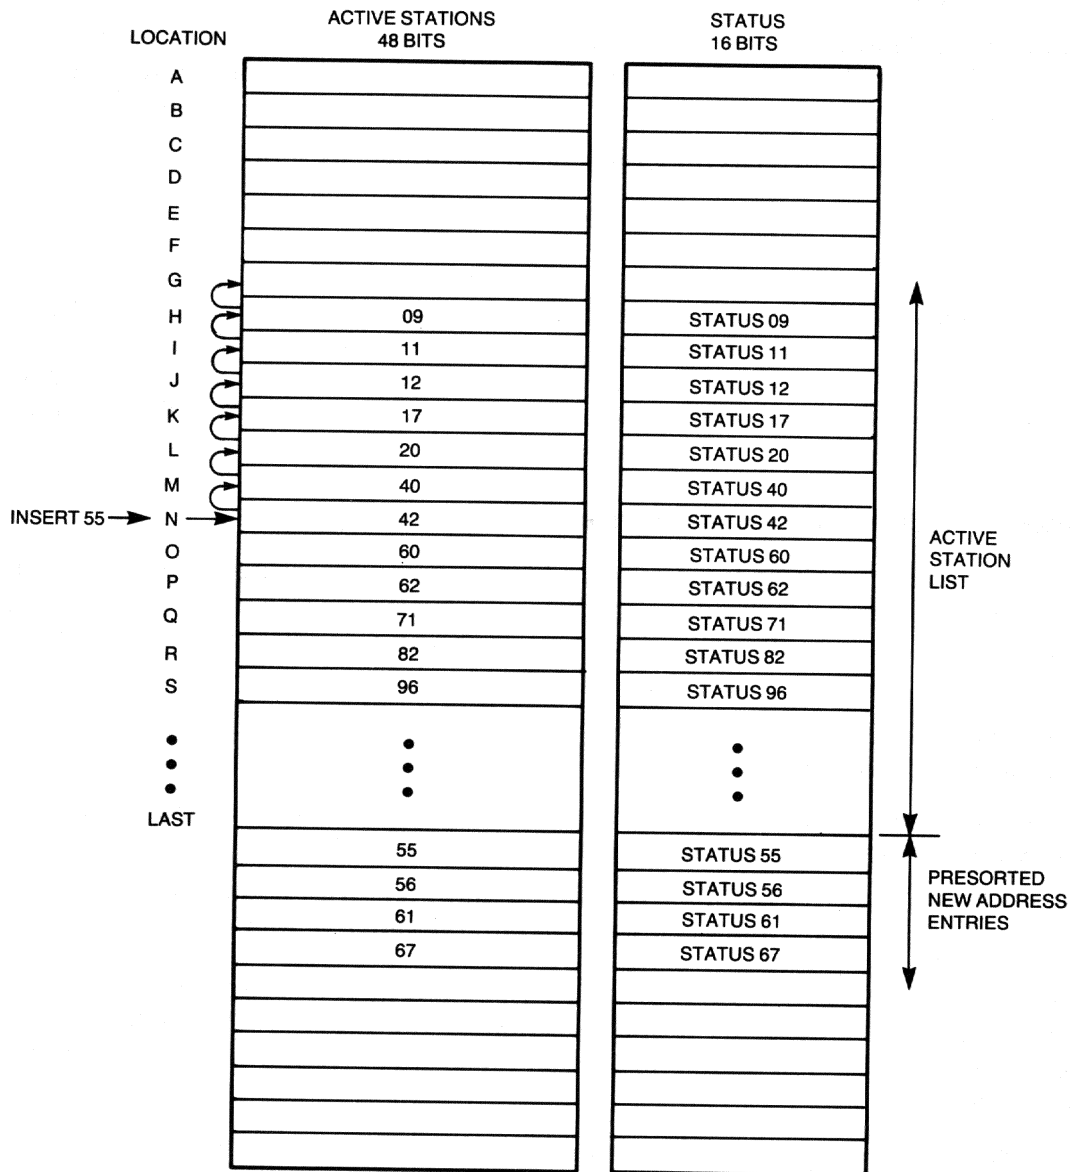 LOCATION
ACTIVE STATIONS
48 BITS
STATUS
16 BITS
A
B
C
D
E
F
G
H 09 STATUS 09
I 11 STATUS 11
J 12 STATUS 12
K 17 STATUS 17
L 20 STATUS 20
M 40 STATUS 40
INSERT 55 N 42 STATUS 42
O 60 STATUS 60
P 62 STATUS 62
Q 71 STATUS 71
R 82 STATUS 82
S 96 STATUS 96
ACTIVE
STATION
LIST
LAST
55 STATUS 55
56 STATUS 56
61 STATUS 61
67 STATUS 67
PRESORTED
NEW ADDRESS
ENTRIES